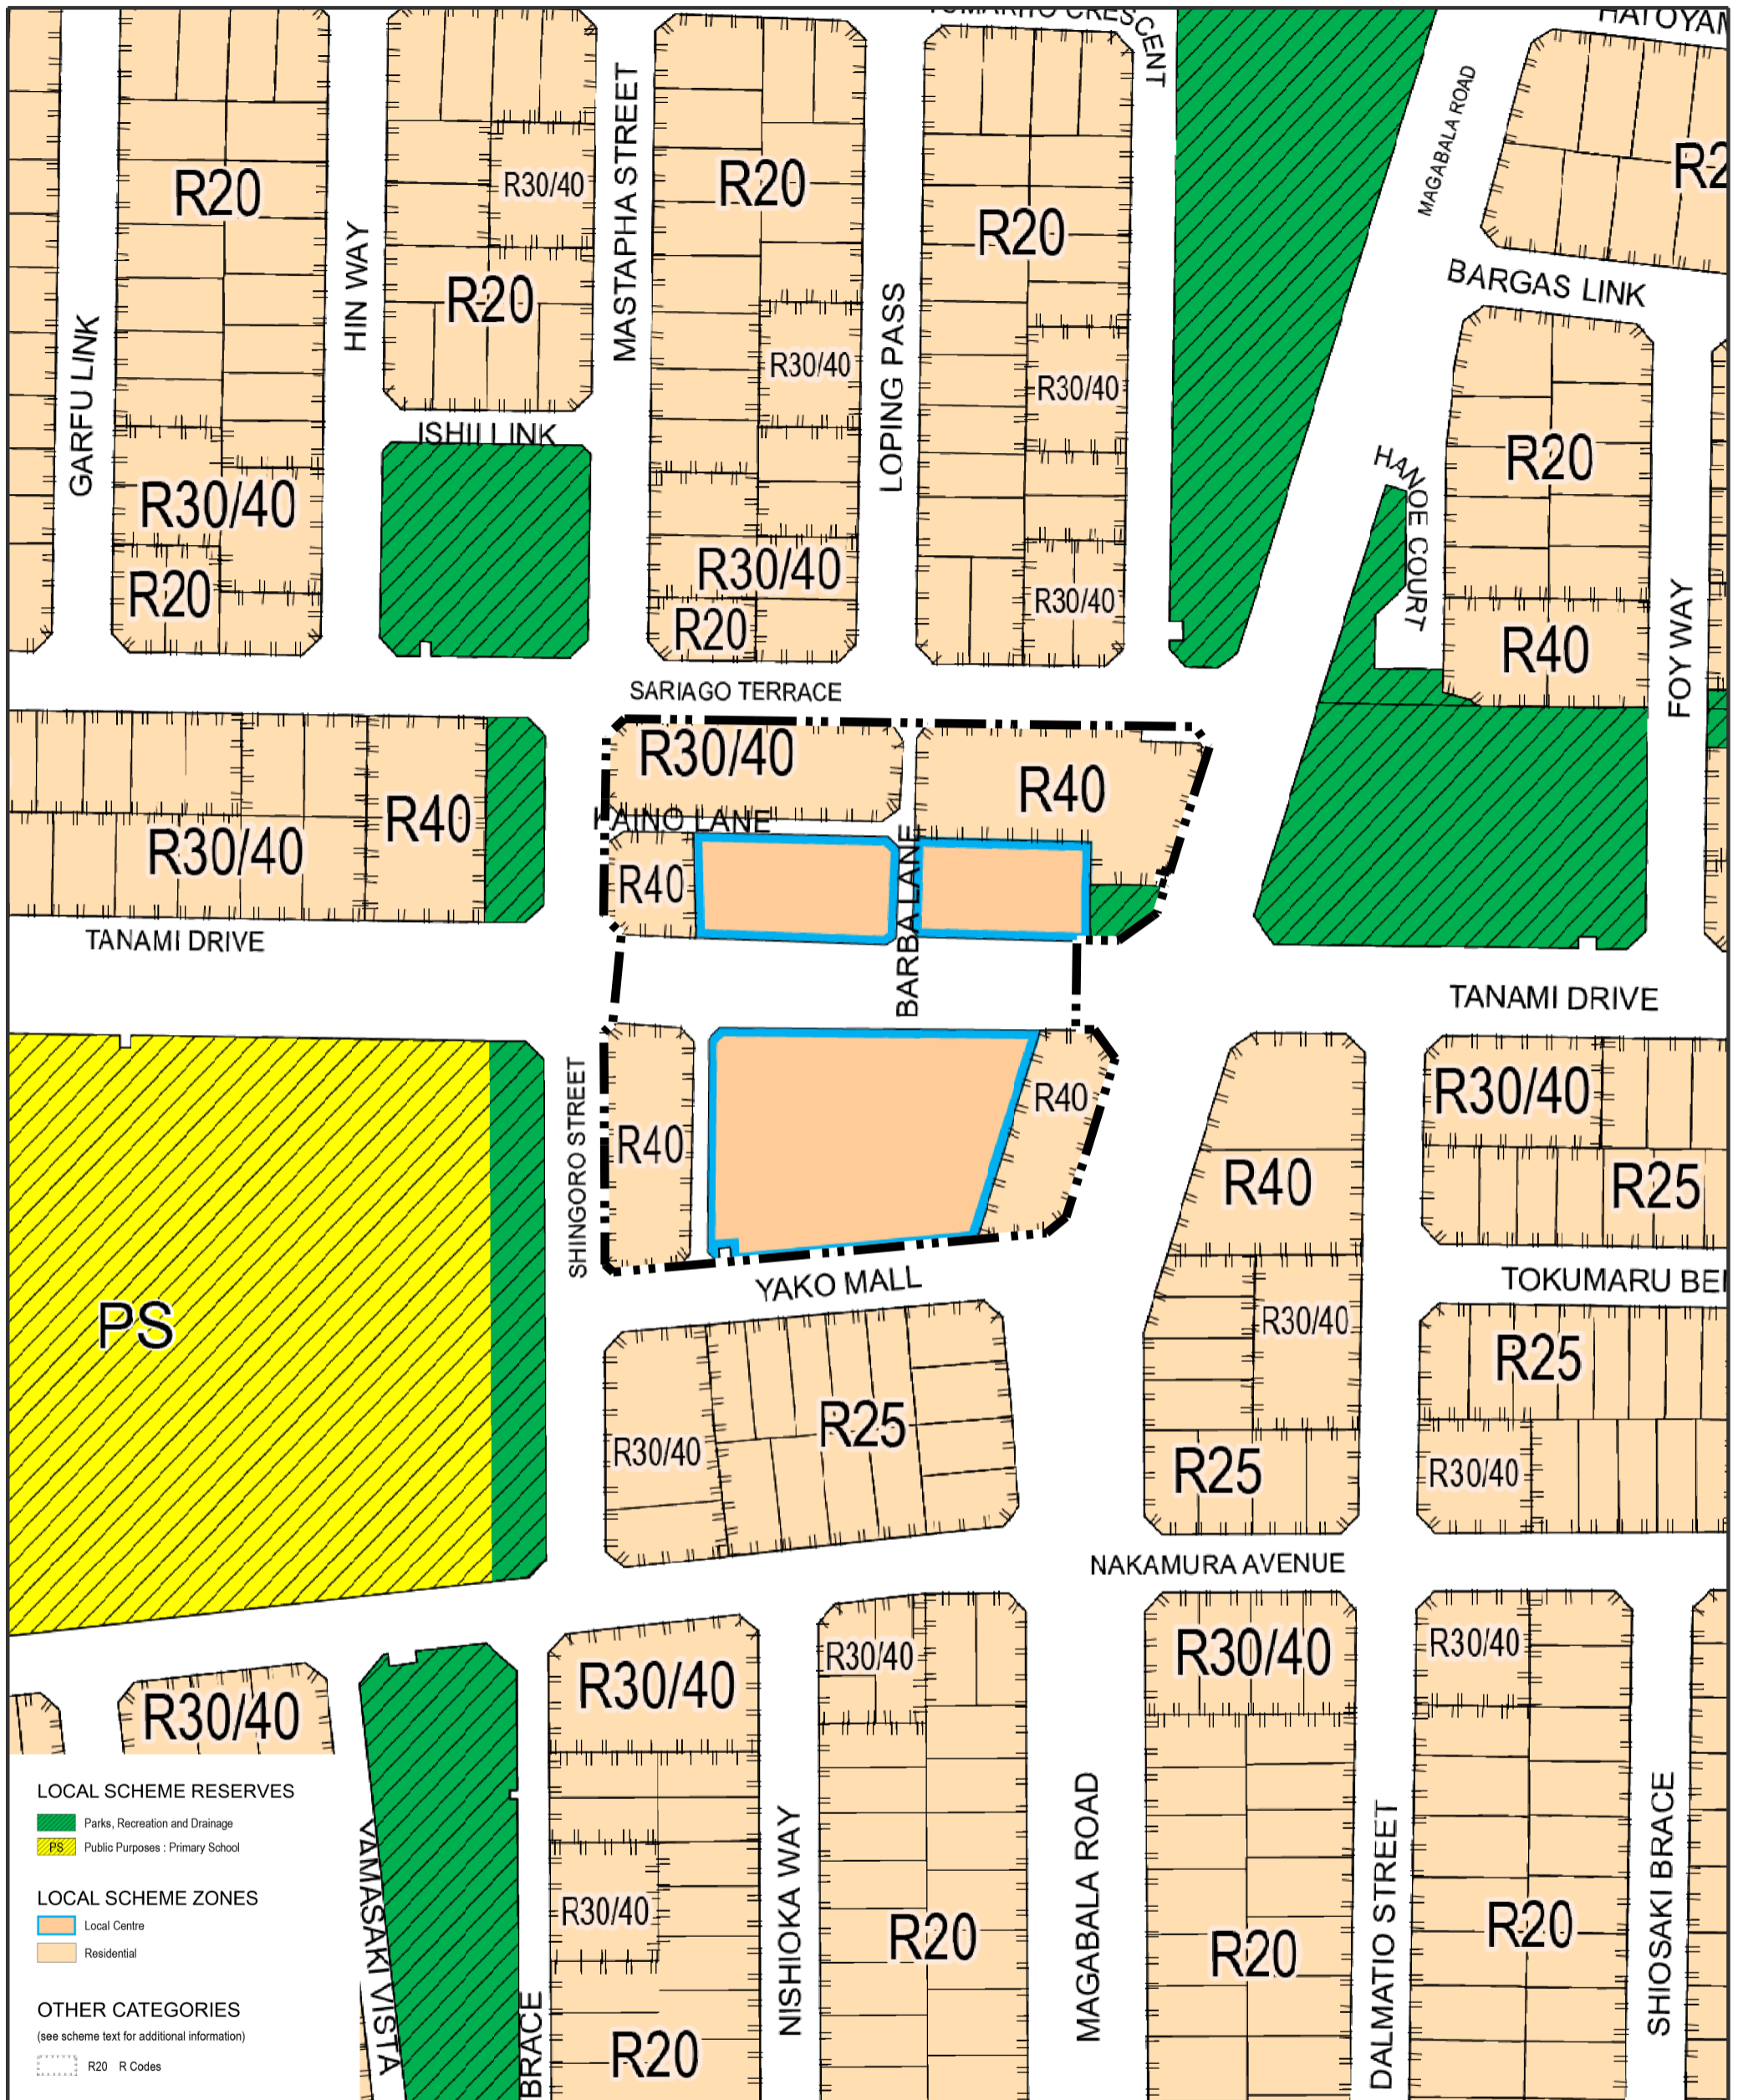 HATOYAM
CRESCENT
MAGABALA ROAD
R20
R30/40
R20
R20
R2
MASTAPHA STREET
HIN WAY
R20
BARGAS LINK
GARFU LINK
LOPING PASS
R30/40
R30/40
ISHII LINK
R20
HANOE COURT
R30/40
R20
R30/40
R20
R30/40
R40
FOY WAY
SARIAGO TERRACE
R30/40
R40
R40
R30/40
KAINO LANE
R40
BARBA LANE
TANAMI DRIVE
TANAMI DRIVE
SHINGORO STREET
R40
R40
R40
R30/40
R25
YAKO MALL
TOKUMARU BE
PS
R30/40
R25
R25
R30/40
R25
R30/40
NAKAMURA AVENUE
R30/40
R30/40
R30/40
R30/40
R30/40
LOCAL SCHEME RESERVES
Parks, Recreation and Drainage
PS Public Purposes : Primary School
LOCAL SCHEME ZONES
Local Centre
Residential
OTHER CATEGORIES
(see scheme text for additional information)
R20 R Codes
YAMASAKI VISTA
BRACE
R30/40
R20
NISHIOKA WAY
R20
MAGABALA ROAD
R20
DALMATIO STREET
R20
SHIOSAKI BRACE